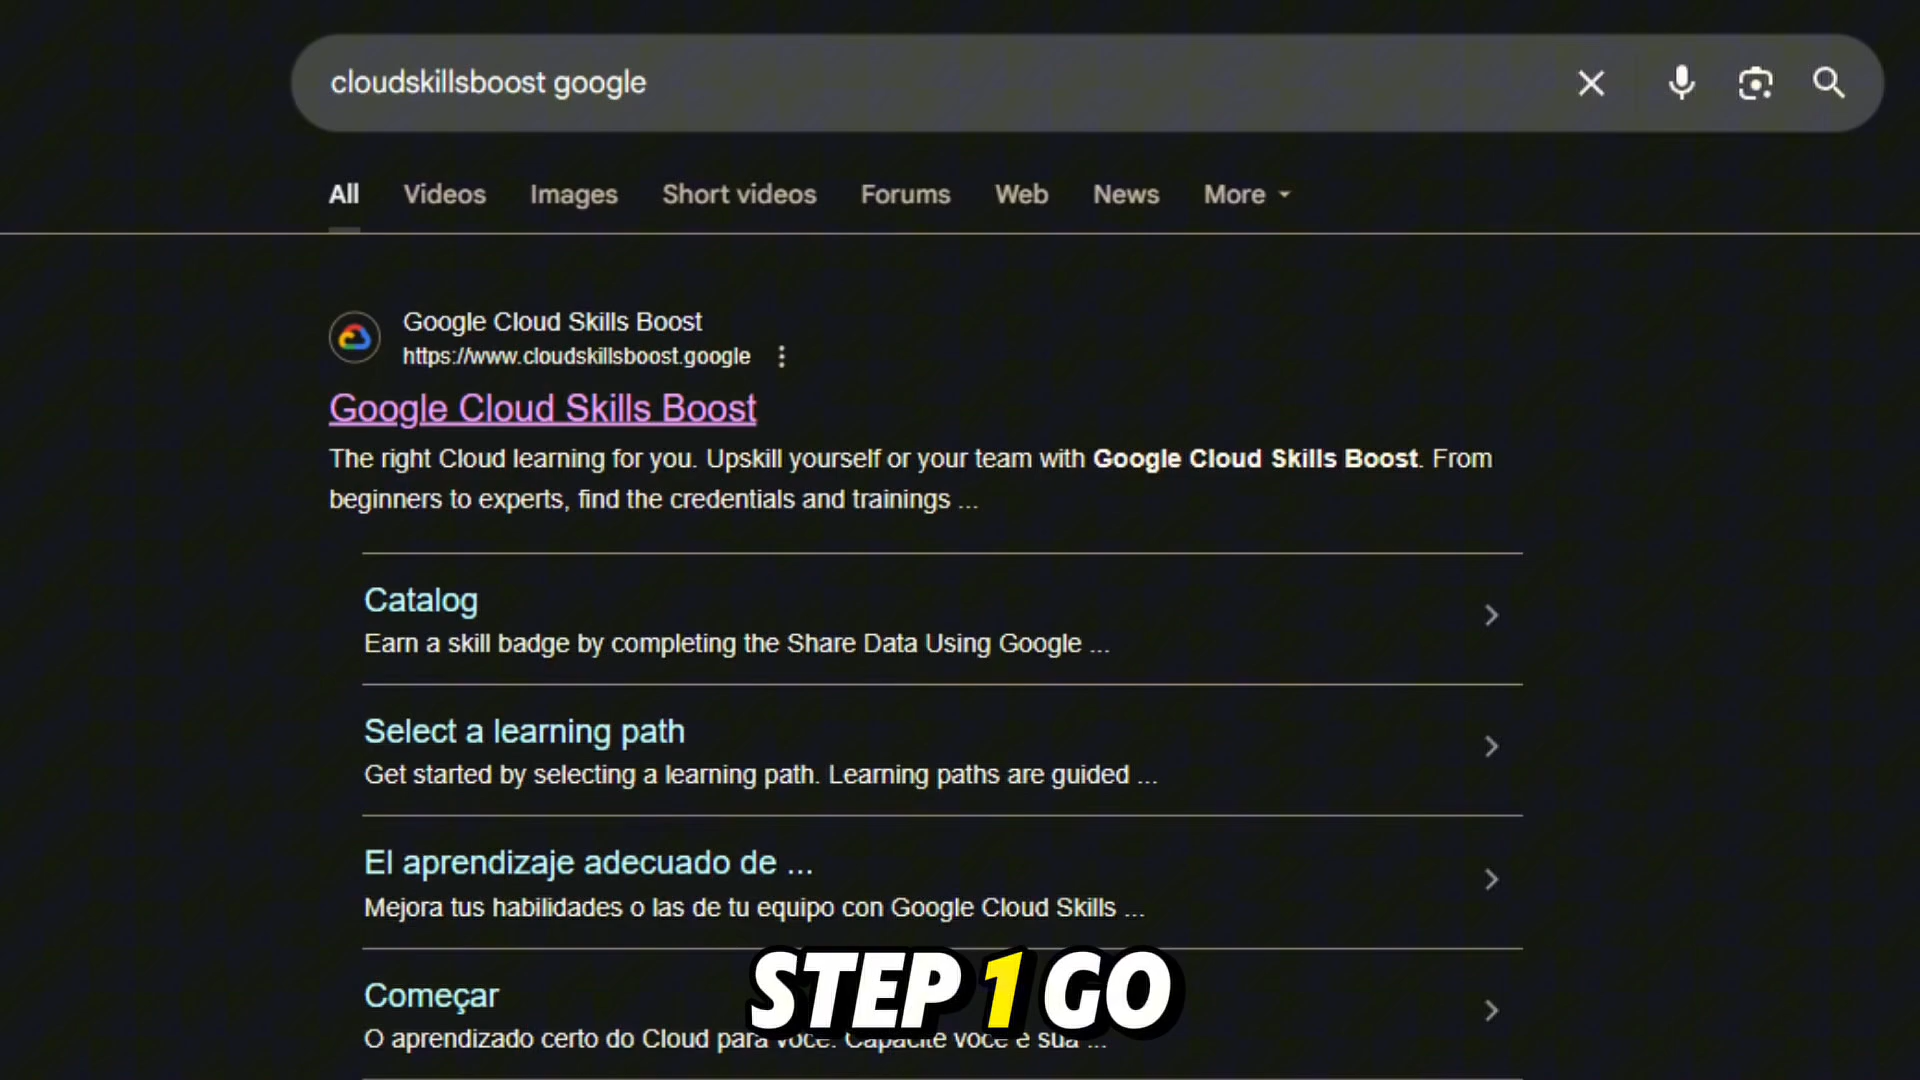 cloudskillsboost google
All Videos Images Short videos Forums Web News More
Google Cloud Skills Boost
https://www.cloudskillsboost.google
Google Cloud Skills Boost
The right Cloud learning for you. Upskill yourself or your team with Google Cloud Skills Boost. From
beginners to experts, find the credentials and trainings ...
Catalog
Earn a skill badge by completing the Share Data Using Google ...
Select a learning path
Get started by selecting a learning path. Learning paths are guided ...
El aprendizaje adecuado de ...
Mejora tus habilidades o las de tu equipo con Google Cloud Skills ...
Começar
STEP 1 GO
O aprendizado certo do Cloud para você. Capacite você e sua ...